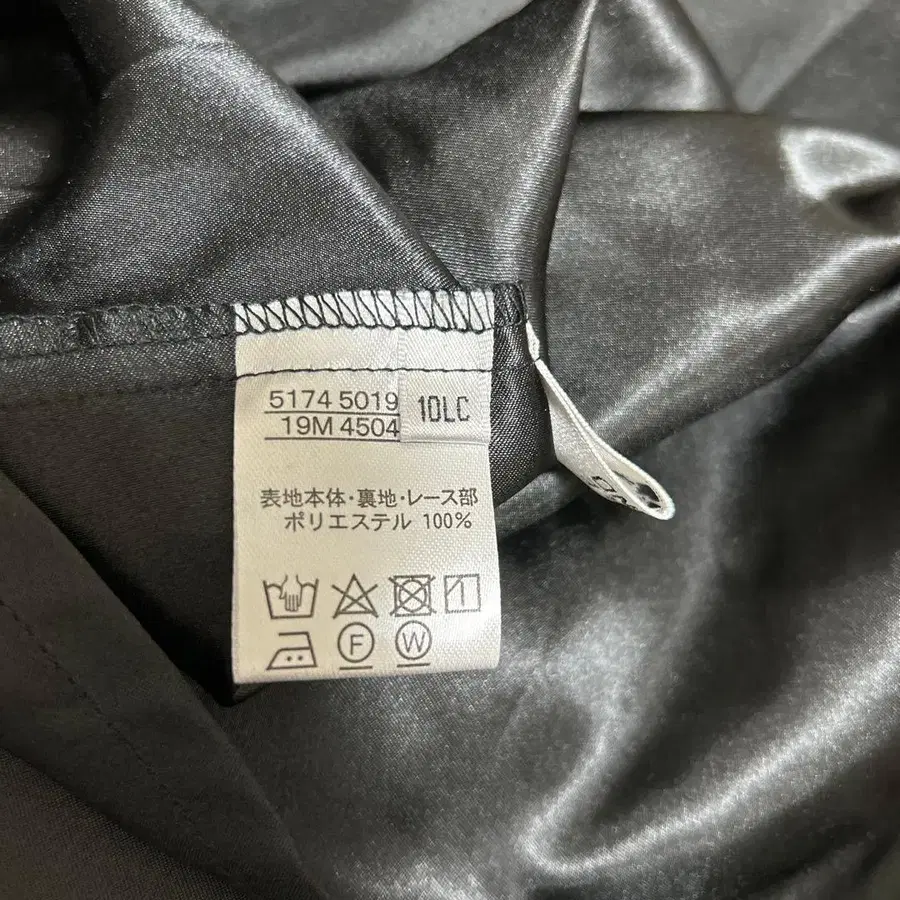 5174 5019
1DLC
19M 4504
表地本体・裏地・レース部
ポリエステル 100%
F
W